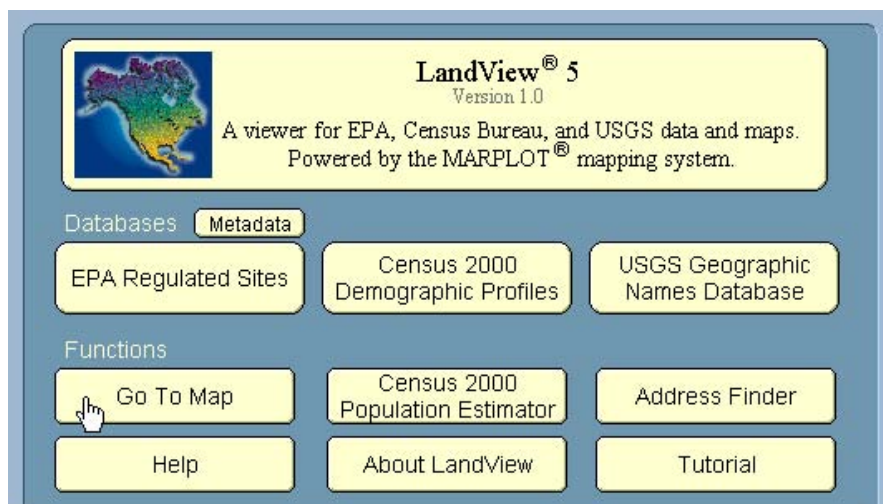 LandView® 5
Version 1.0
A viewer for EPA, Census Bureau, and USGS data and maps.
Powered by the MARPLOT® mapping system.
Databases
Metadata
EPA Regulated Sites
Census 2000
Demographic Profiles
USGS Geographic
Names Database
Functions
Go To Map
Census 2000
Population Estimator
Address Finder
Help
About LandView
Tutorial